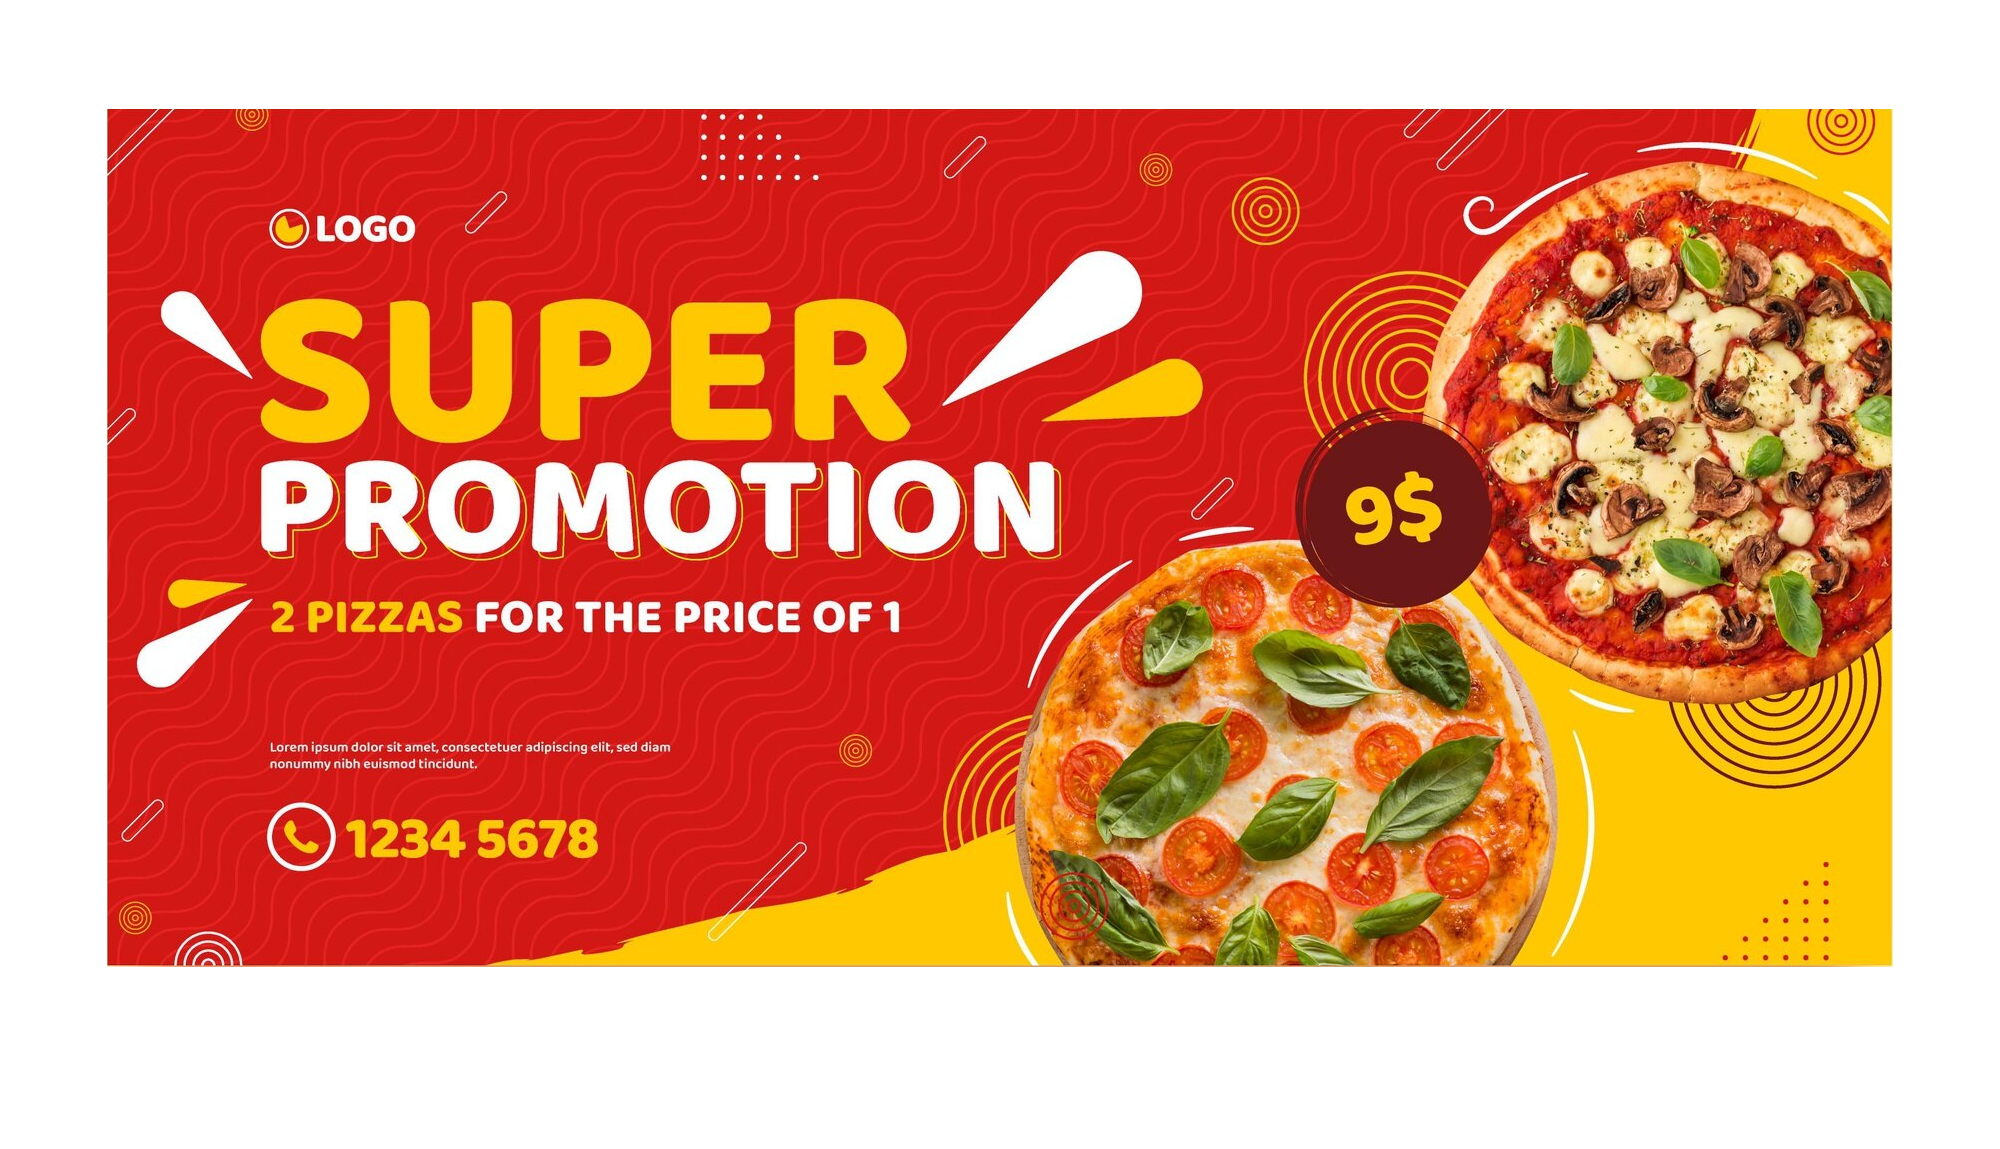 LOGO
SUPER
PROMOTION
2 PIZZAS FOR THE PRICE OF 1
9$
Lorem ipsum dolor sit amet, consectetuer adipiscing elit, sed diam
nonummy nibh euismod tincidunt.
1234 5678